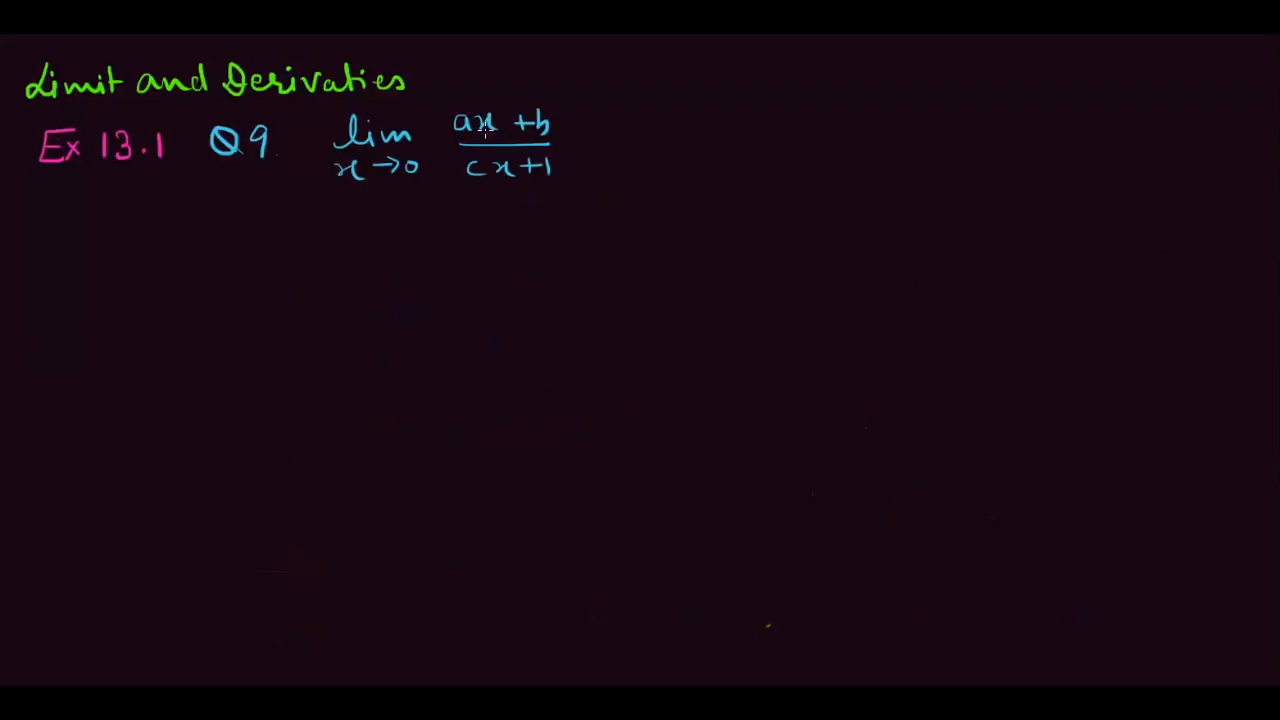 Limit and Derivaties
Ex 13.1 Q9 lim x→0 ax+b / cx+1